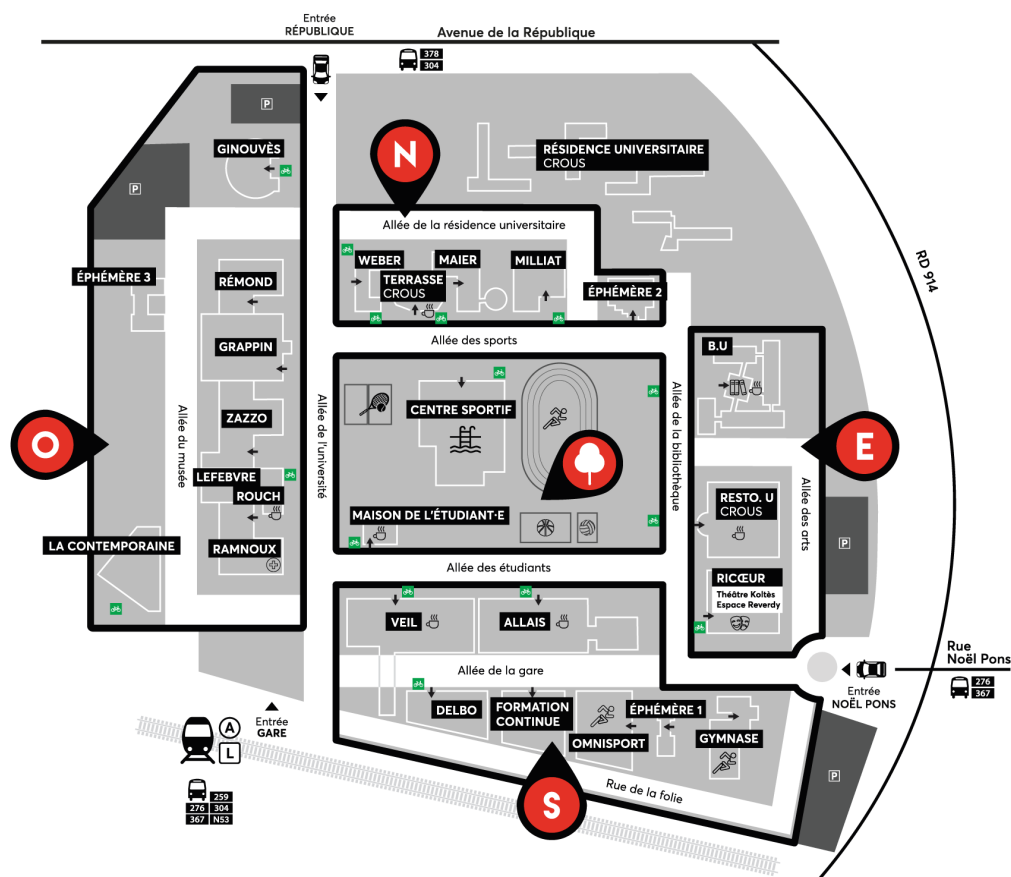 Entrée
RÉPUBLIQUE
Avenue de la République
378
304
P
GINOUVÈS
N
RÉSIDENCE UNIVERSITAIRE
CROUS
P
Allée de la résidence universitaire
WEBER
MAIER
MILLIAT
TERRASSE
CROUS
ÉPHÉMÈRE 3
RÉMOND
ÉPHÉMÈRE 2
RD 914
Allée des sports
GRAPPIN
B.U
CENTRE SPORTIF
ZAZZO
Allée du musée
Allée de l'université
Allée de la bibliothèque
O
E
LEFEBVRE
ROUCH
RESTO. U
CROUS
Allée des arts
MAISON DE L'ÉTUDIANT·E
LA CONTEMPORAINE
RAMNOUX
P
Allée des étudiants
RICŒUR
Théâtre Koltès
Espace Reverdy
VEIL
ALLAIS
Rue
Noël Pons
Allée de la gare
276
367
Entrée
NOËL PONS
DELBO
FORMATION
CONTINUE
ÉPHÉMÈRE 1
OMNISPORT
GYMNASE
Entrée
GARE
A
L
P
Rue de la folie
S
259
276 304
367 N53